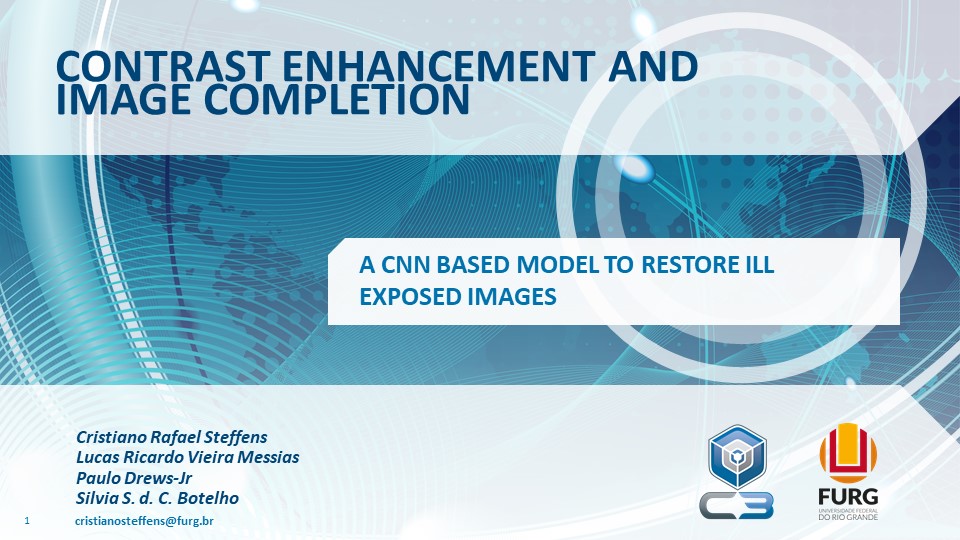 CONTRAST ENHANCEMENT AND
IMAGE COMPLETION
A CNN BASED MODEL TO RESTORE ILL
EXPOSED IMAGES
Cristiano Rafael Steffens
Lucas Ricardo Vieira Messias
Paulo Drews-Jr
Silvia S. d. C. Botelho
1
cristianosteffens@furg.br
C3
FURG
UNIVERSIDADE FEDERAL
DO RIO GRANDE